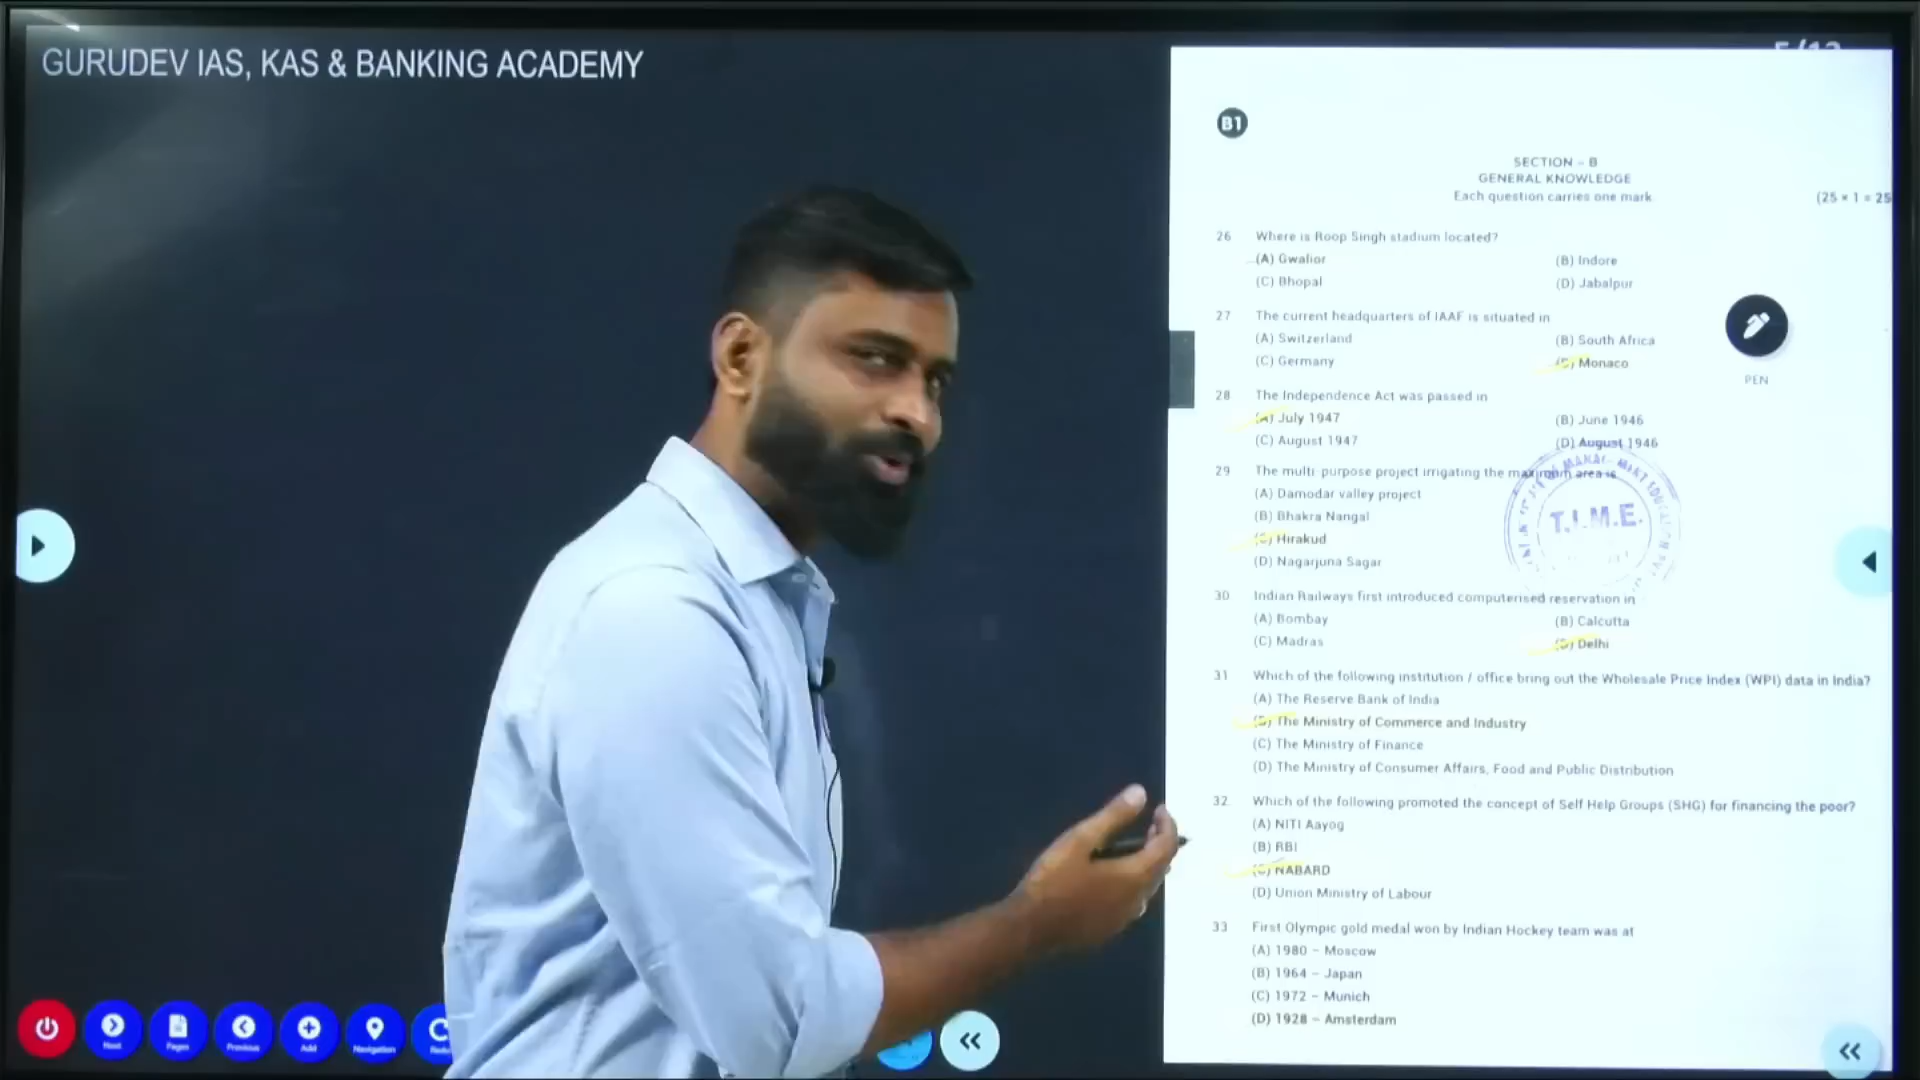 GURUDEV IAS, KAS & BANKING ACADEMY
B1
SECTION - B
GENERAL KNOWLEDGE
Each question carries one mark
(25 × 1 = 25
26 Where is Roop Singh stadium located?
(A) Gwalior (B) Indore
(C) Bhopal (D) Jabalpur
27 The current headquarters of IAAF is situated in
(A) Switzerland (B) South Africa
(C) Germany (D) Monaco
PEN
28 The Independence Act was passed in
(A) July 1947 (B) June 1946
(C) August 1947 (D) August 1946
29 The multi-purpose project irrigating the maximum area is
(A) Damodar valley project
(B) Bhakra Nangal
(C) Hirakud
(D) Nagarjuna Sagar
T.I.M.E.
30 Indian Railways first introduced computerised reservation in
(A) Bombay (B) Calcutta
(C) Madras (D) Delhi
31 Which of the following institution / office bring out the Wholesale Price Index (WPI) data in India?
(A) The Reserve Bank of India
(B) The Ministry of Commerce and Industry
(C) The Ministry of Finance
(D) The Ministry of Consumer Affairs, Food and Public Distribution
32 Which of the following promoted the concept of Self Help Groups (SHG) for financing the poor?
(A) NITI Aayog
(B) RBI
(C) NABARD
(D) Union Ministry of Labour
33 First Olympic gold medal won by Indian Hockey team was at
(A) 1980 - Moscow
(B) 1964 - Japan
(C) 1972 - Munich
(D) 1928 - Amsterdam
Next Pages Previous Add Navigation